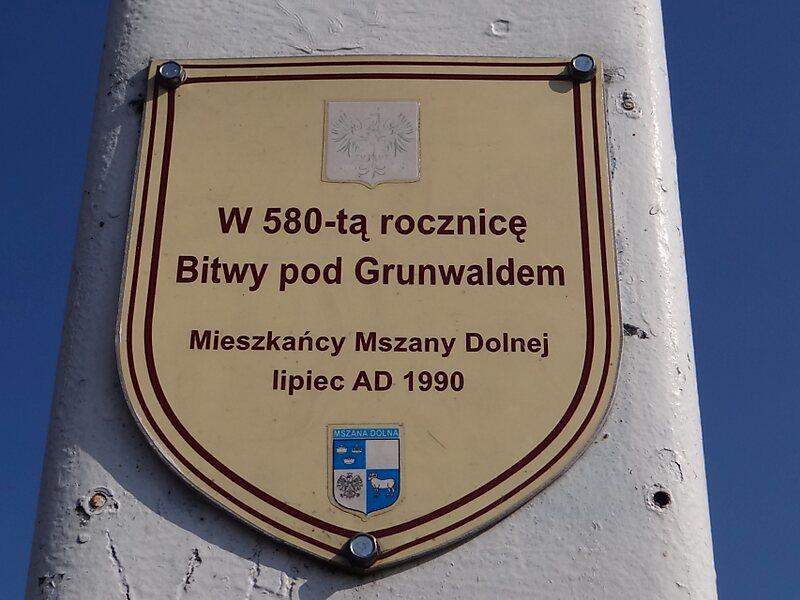 W 580-tą rocznicę
Bitwy pod Grunwaldem
Mieszkańcy Mszany Dolnej
lipiec AD 1990
MSZANA DOLNA